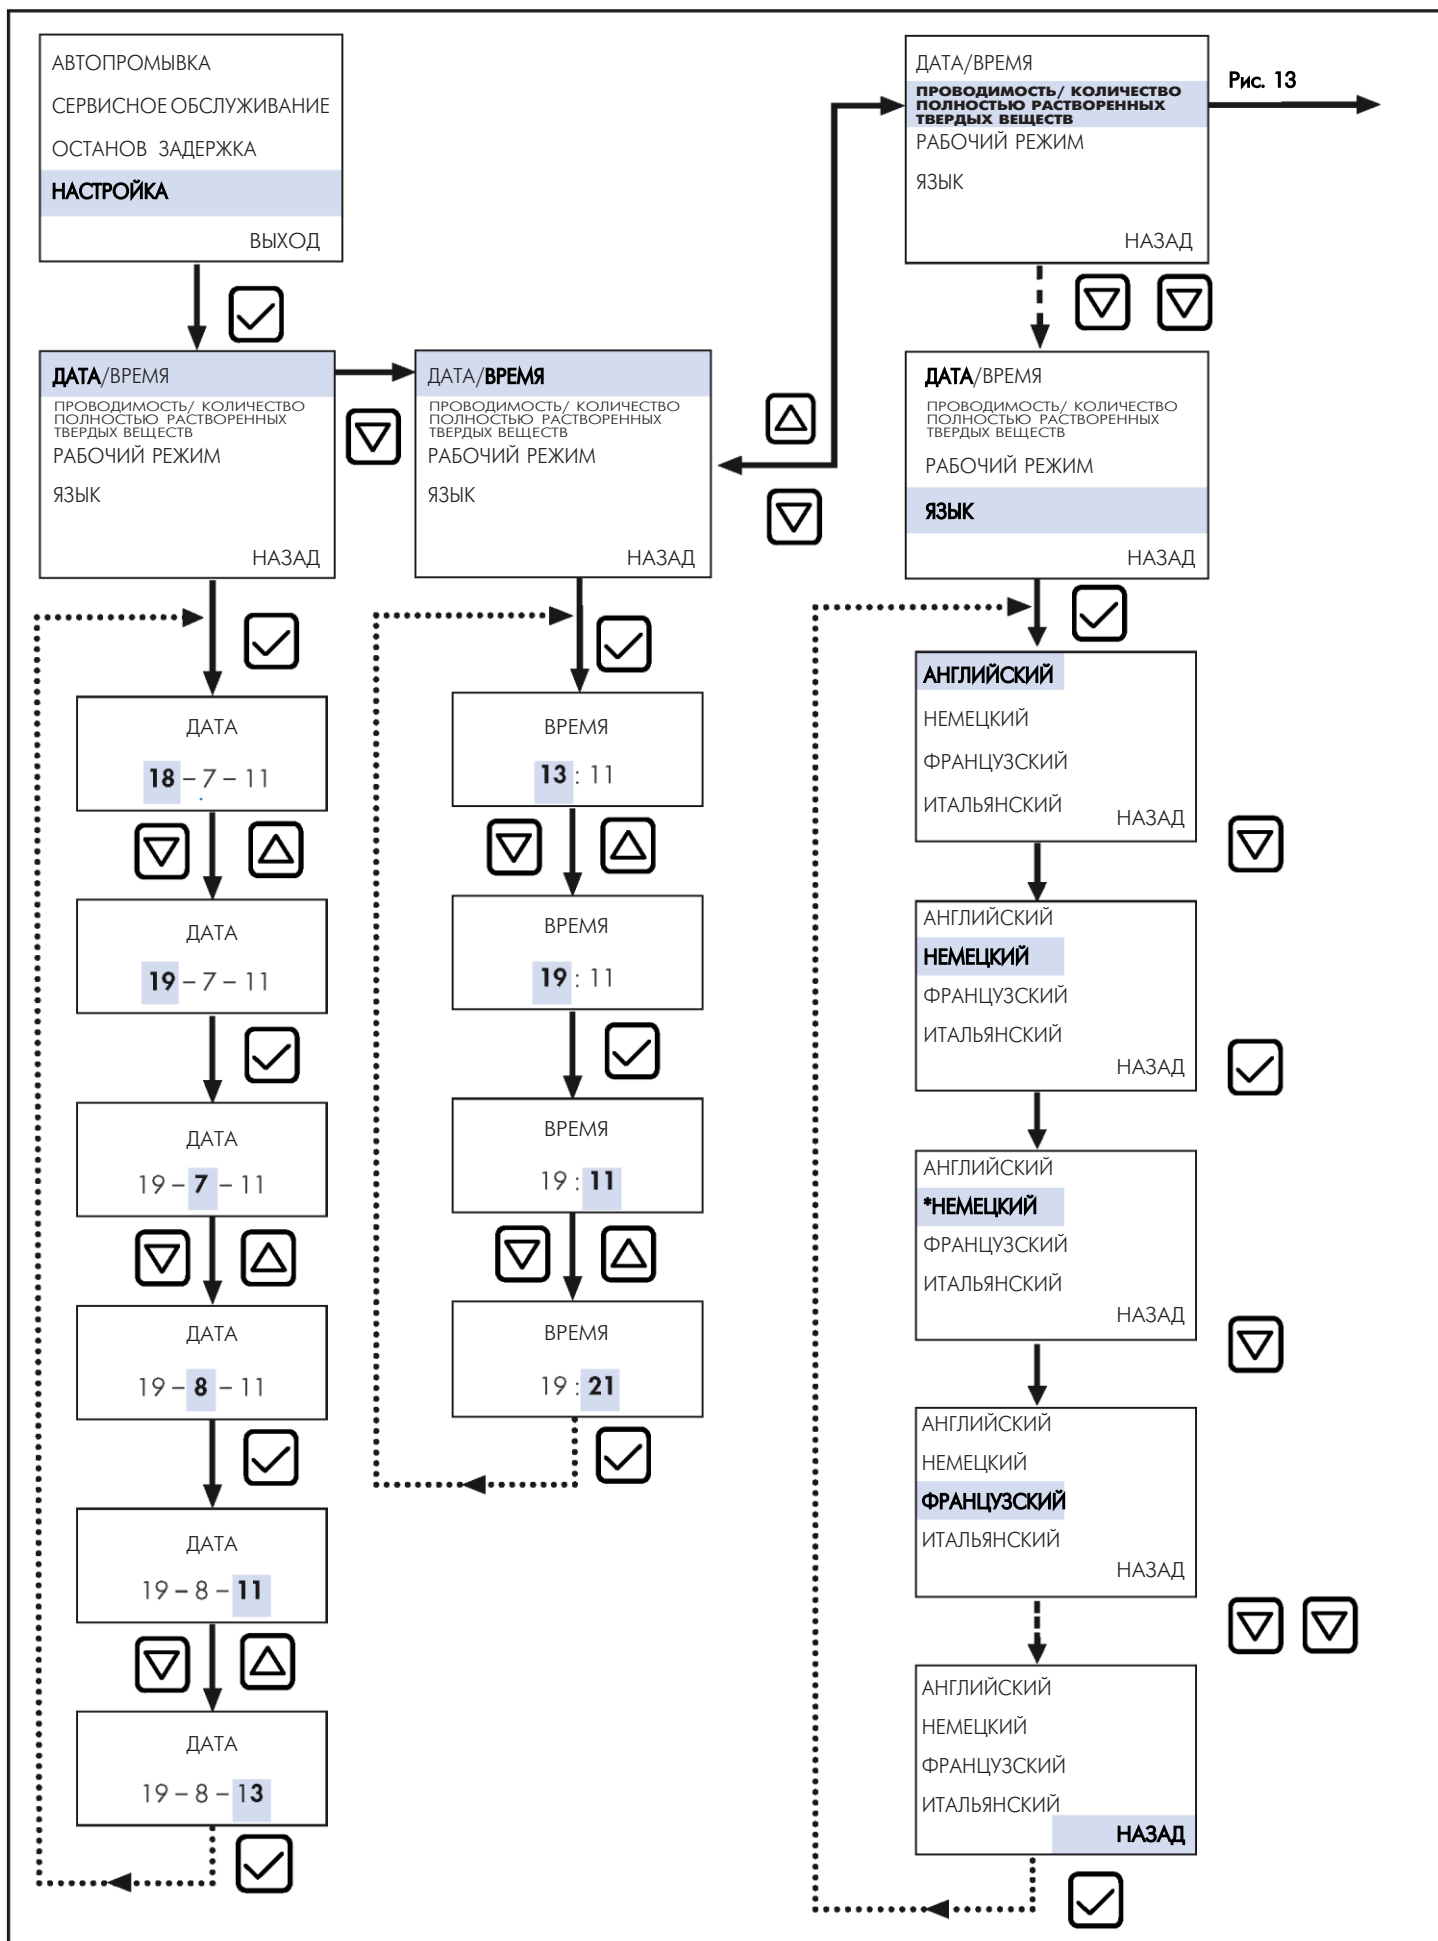 АВТОПРОМЫВКА
СЕРВИСНОЕ ОБСЛУЖИВАНИЕ
ОСТАНОВ ЗАДЕРЖКА
НАСТРОЙКА
ВЫХОД
ДАТА/ВРЕМЯ
ПРОВОДИМОСТЬ/ КОЛИЧЕСТВО
ПОЛНОСТЬЮ РАСТВОРЕННЫХ
ТВЕРДЫХ ВЕЩЕСТВ
РАБОЧИЙ РЕЖИМ
ЯЗЫК
НАЗАД
ДАТА
18 – 7 – 11
ДАТА
19 – 7 – 11
ДАТА
19 – 7 – 11
ДАТА
19 – 8 – 11
ДАТА
19 – 8 – 11
ДАТА
19 – 8 – 13
ДАТА/ВРЕМЯ
ПРОВОДИМОСТЬ/ КОЛИЧЕСТВО
ПОЛНОСТЬЮ РАСТВОРЕННЫХ
ТВЕРДЫХ ВЕЩЕСТВ
РАБОЧИЙ РЕЖИМ
ЯЗЫК
НАЗАД
ВРЕМЯ
13 : 11
ВРЕМЯ
19 : 11
ВРЕМЯ
19 : 11
ВРЕМЯ
19 : 21
ДАТА/ВРЕМЯ
ПРОВОДИМОСТЬ/ КОЛИЧЕСТВО
ПОЛНОСТЬЮ РАСТВОРЕННЫХ
ТВЕРДЫХ ВЕЩЕСТВ
РАБОЧИЙ РЕЖИМ
ЯЗЫК
НАЗАД
Рис. 13
ДАТА/ВРЕМЯ
ПРОВОДИМОСТЬ/ КОЛИЧЕСТВО
ПОЛНОСТЬЮ РАСТВОРЕННЫХ
ТВЕРДЫХ ВЕЩЕСТВ
РАБОЧИЙ РЕЖИМ
ЯЗЫК
НАЗАД
АНГЛИЙСКИЙ
НЕМЕЦКИЙ
ФРАНЦУЗСКИЙ
ИТАЛЬЯНСКИЙ
НАЗАД
АНГЛИЙСКИЙ
НЕМЕЦКИЙ
ФРАНЦУЗСКИЙ
ИТАЛЬЯНСКИЙ
НАЗАД
АНГЛИЙСКИЙ
*НЕМЕЦКИЙ
ФРАНЦУЗСКИЙ
ИТАЛЬЯНСКИЙ
НАЗАД
АНГЛИЙСКИЙ
НЕМЕЦКИЙ
ФРАНЦУЗСКИЙ
ИТАЛЬЯНСКИЙ
НАЗАД
АНГЛИЙСКИЙ
НЕМЕЦКИЙ
ФРАНЦУЗСКИЙ
ИТАЛЬЯНСКИЙ
НАЗАД